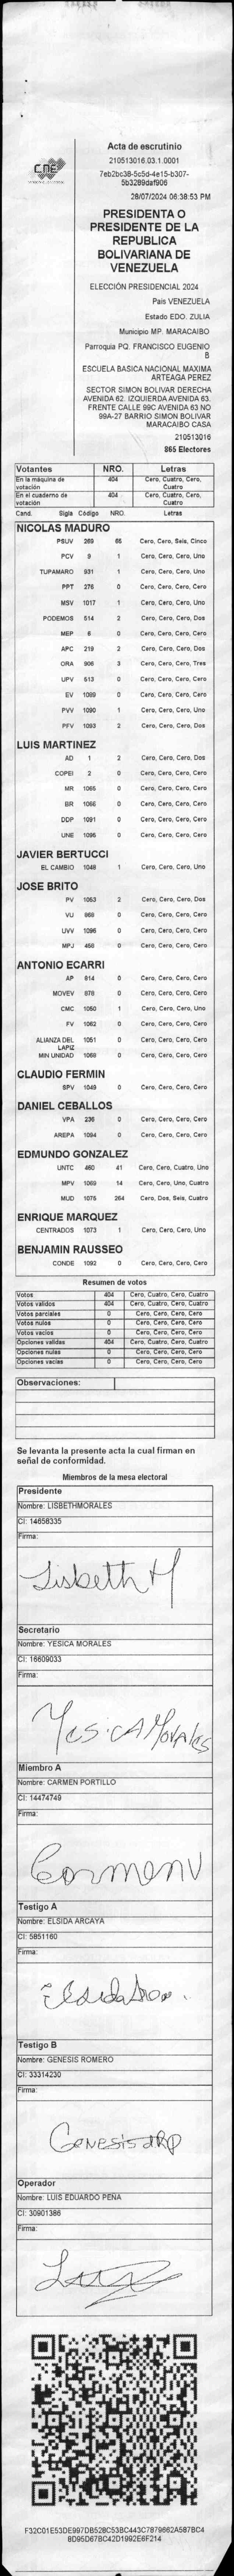 CNE
Acta de escrutinio
210513016.03.1.0001
7eb2bc38-5c5d-4e15-b307-
5b3289daf906
28/07/2024 06:38:53 PM
PRESIDENTA O
PRESIDENTE DE LA
REPUBLICA
BOLIVARIANA DE
VENEZUELA
ELECCIÓN PRESIDENCIAL 2024
País VENEZUELA
Estado EDO. ZULIA
Municipio MP. MARACAIBO
Parroquia PQ. FRANCISCO EUGENIO
B
ESCUELA BASICA NACIONAL MAXIMA
ARTEAGA PEREZ
SECTOR SIMON BOLIVAR DERECHA
AVENIDA 62. IZQUIERDA AVENIDA 63.
FRENTE CALLE 99C AVENIDA 63 NO
99A-27 BARRIO SIMON BOLIVAR
MARACAIBO CASA
210513016
865 Electores
Votantes NRO. Letras
En la máquina de votación 404 Cero, Cuatro, Cero, Cuatro
En el cuaderno de votación 404 Cero, Cuatro, Cero, Cuatro
Cand. Sigla Código NRO. Letras
NICOLAS MADURO
PSUV 269 65 Cero, Cero, Seis, Cinco
PCV 9 1 Cero, Cero, Cero, Uno
TUPAMARO 931 1 Cero, Cero, Cero, Uno
PPT 276 0 Cero, Cero, Cero, Cero
MSV 1017 1 Cero, Cero, Cero, Uno
PODEMOS 514 2 Cero, Cero, Cero, Dos
MEP 6 0 Cero, Cero, Cero, Cero
APC 219 2 Cero, Cero, Cero, Dos
ORA 906 3 Cero, Cero, Cero, Tres
UPV 613 0 Cero, Cero, Cero, Cero
EV 1089 0 Cero, Cero, Cero, Cero
PVV 1090 1 Cero, Cero, Cero, Uno
PFV 1093 2 Cero, Cero, Cero, Dos
LUIS MARTINEZ
AD 1 2 Cero, Cero, Cero, Dos
COPEI 2 0 Cero, Cero, Cero, Cero
MR 1065 0 Cero, Cero, Cero, Cero
BR 1066 0 Cero, Cero, Cero, Cero
DDP 1091 0 Cero, Cero, Cero, Cero
UNE 1095 0 Cero, Cero, Cero, Cero
JAVIER BERTUCCI
EL CAMBIO 1048 1 Cero, Cero, Cero, Uno
JOSE BRITO
PV 1053 2 Cero, Cero, Cero, Dos
VU 968 0 Cero, Cero, Cero, Cero
UVV 1096 0 Cero, Cero, Cero, Cero
MPJ 458 0 Cero, Cero, Cero, Cero
ANTONIO ECARRI
AP 814 0 Cero, Cero, Cero, Cero
MOVEV 878 0 Cero, Cero, Cero, Cero
CMC 1050 1 Cero, Cero, Cero, Uno
FV 1062 0 Cero, Cero, Cero, Cero
ALIANZA DEL LAPIZ 1051 0 Cero, Cero, Cero, Cero
MIN UNIDAD 1068 0 Cero, Cero, Cero, Cero
CLAUDIO FERMIN
SPV 1049 0 Cero, Cero, Cero, Cero
DANIEL CEBALLOS
VPA 236 0 Cero, Cero, Cero, Cero
AREPA 1094 0 Cero, Cero, Cero, Cero
EDMUNDO GONZALEZ
UNTC 460 41 Cero, Cero, Cuatro, Uno
MPV 1069 14 Cero, Cero, Uno, Cuatro
MUD 1075 264 Cero, Dos, Seis, Cuatro
ENRIQUE MARQUEZ
CENTRADOS 1073 1 Cero, Cero, Cero, Uno
BENJAMIN RAUSSEO
CONDE 1092 0 Cero, Cero, Cero, Cero
Resumen de votos
Votos 404 Cero, Cuatro, Cero, Cuatro
Votos validos 404 Cero, Cuatro, Cero, Cuatro
Votos parciales 0 Cero, Cero, Cero, Cero
Votos nulos 0 Cero, Cero, Cero, Cero
Votos vacios 0 Cero, Cero, Cero, Cero
Opciones validas 404 Cero, Cuatro, Cero, Cuatro
Opciones nulas 0 Cero, Cero, Cero, Cero
Opciones vacias 0 Cero, Cero, Cero, Cero
Observaciones:
Se levanta la presente acta la cual firman en
señal de conformidad.
Miembros de la mesa electoral
Presidente
Nombre: LISBETHMORALES
CI: 14658335
Firma:
Lisbeth M
Secretario
Nombre: YESICA MORALES
CI: 16609033
Firma:
YesicA Morales
Miembro A
Nombre: CARMEN PORTILLO
CI: 14474749
Firma:
Testigo A
Nombre: ELSIDA ARCAYA
CI: 5851160
Firma:
Testigo B
Nombre: GENESIS ROMERO
CI: 33314230
Firma:
Operador
Nombre: LUIS EDUARDO PEÑA
CI: 30901386
Firma:
F32C01E53DE997DB528C53BC443C7879662A587BC4
8D95D67BC42D1992E6F214